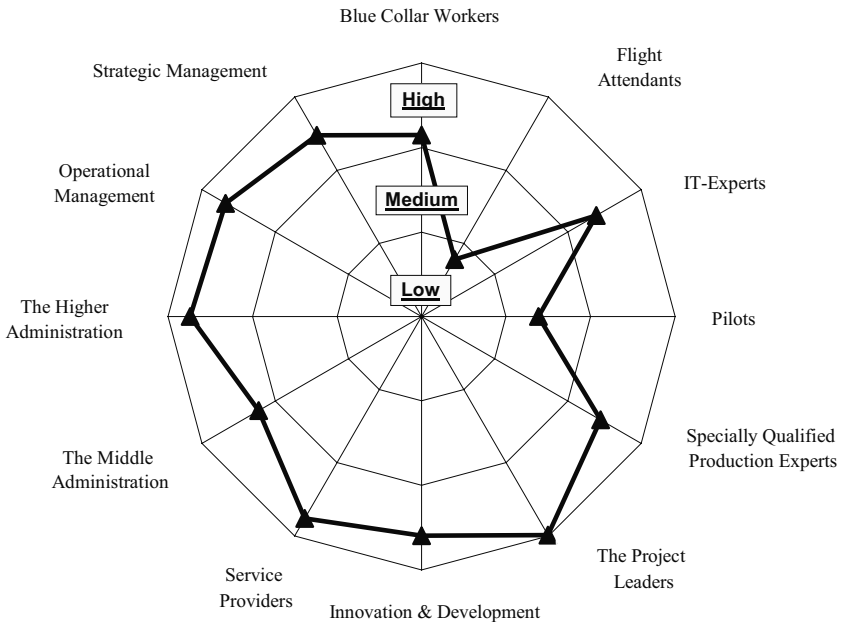 Blue Collar Workers
Flight
Attendants
Strategic Management
High
Operational
Management
IT-Experts
Medium
Low
The Higher
Administration
Pilots
Specially Qualified
Production Experts
The Middle
Administration
The Project
Leaders
Service
Providers
Innovation & Development